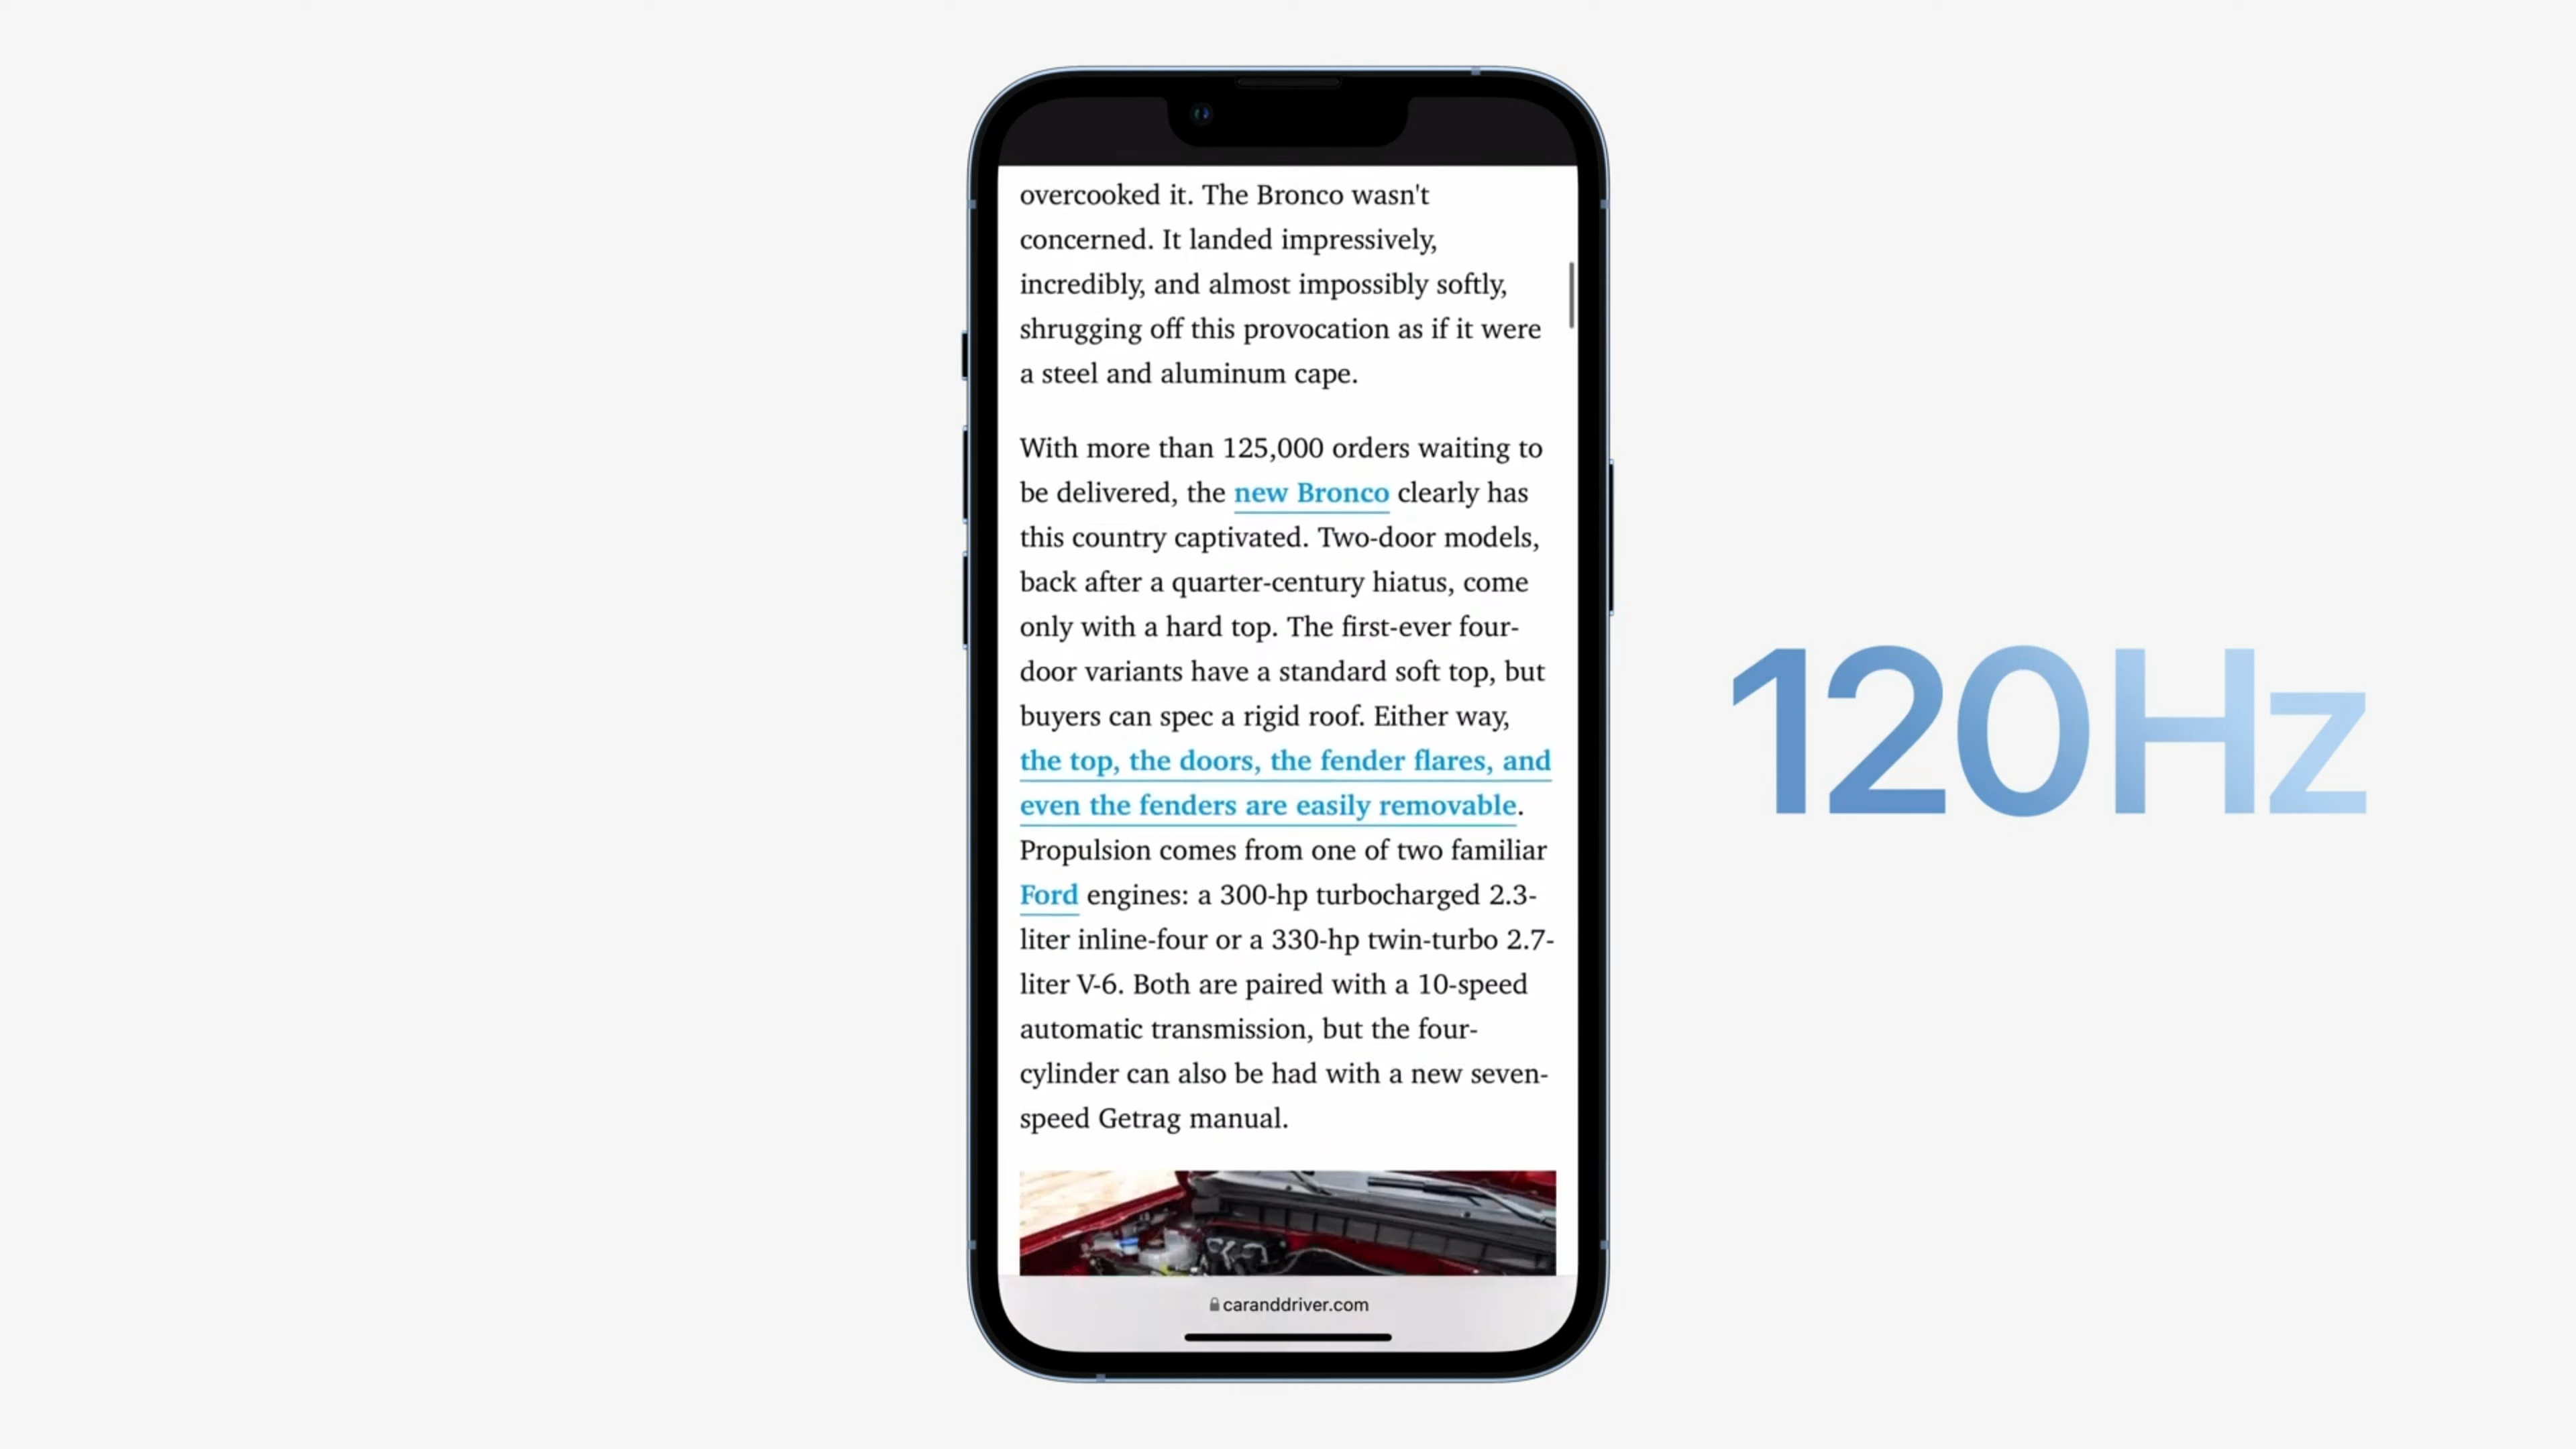 overcooked it. The Bronco wasn't
concerned. It landed impressively,
incredibly, and almost impossibly softly,
shrugging off this provocation as if it were
a steel and aluminum cape.
With more than 125,000 orders waiting to
be delivered, the new Bronco clearly has
this country captivated. Two-door models,
back after a quarter-century hiatus, come
only with a hard top. The first-ever four-
door variants have a standard soft top, but
buyers can spec a rigid roof. Either way,
the top, the doors, the fender flares, and
even the fenders are easily removable.
Propulsion comes from one of two familiar
Ford engines: a 300-hp turbocharged 2.3-
liter inline-four or a 330-hp twin-turbo 2.7-
liter V-6. Both are paired with a 10-speed
automatic transmission, but the four-
cylinder can also be had with a new seven-
speed Getrag manual.
caranddriver.com
120Hz